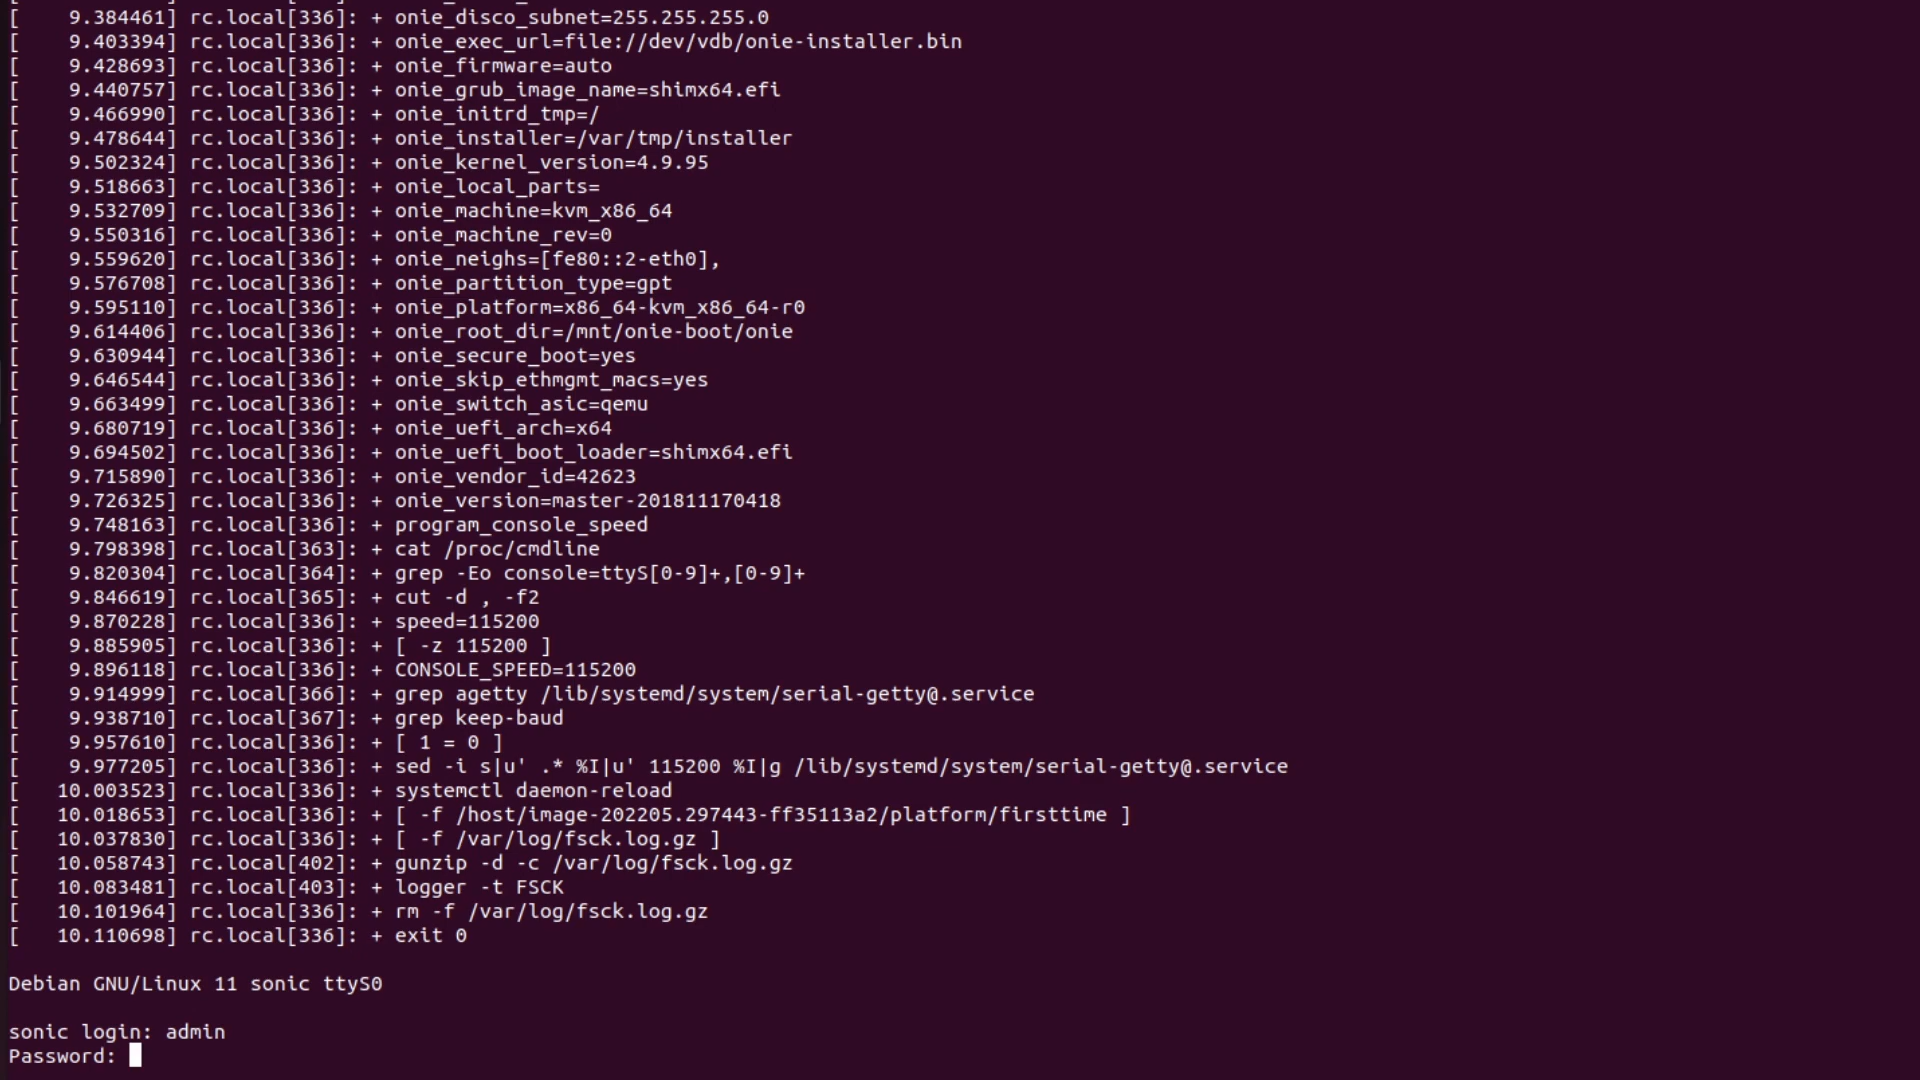 [    9.384461] rc.local[336]: + onie_disco_subnet=255.255.255.0
[    9.403394] rc.local[336]: + onie_exec_url=file://dev/vdb/onie-installer.bin
[    9.428693] rc.local[336]: + onie_firmware=auto
[    9.440757] rc.local[336]: + onie_grub_image_name=shimx64.efi
[    9.466990] rc.local[336]: + onie_initrd_tmp=/
[    9.478644] rc.local[336]: + onie_installer=/var/tmp/installer
[    9.502324] rc.local[336]: + onie_kernel_version=4.9.95
[    9.518663] rc.local[336]: + onie_local_parts=
[    9.532709] rc.local[336]: + onie_machine=kvm_x86_64
[    9.550316] rc.local[336]: + onie_machine_rev=0
[    9.559620] rc.local[336]: + onie_neighs=[fe80::2-eth0],
[    9.576708] rc.local[336]: + onie_partition_type=gpt
[    9.595110] rc.local[336]: + onie_platform=x86_64-kvm_x86_64-r0
[    9.614406] rc.local[336]: + onie_root_dir=/mnt/onie-boot/onie
[    9.630944] rc.local[336]: + onie_secure_boot=yes
[    9.646544] rc.local[336]: + onie_skip_ethmgmt_macs=yes
[    9.663499] rc.local[336]: + onie_switch_asic=qemu
[    9.680719] rc.local[336]: + onie_uefi_arch=x64
[    9.694502] rc.local[336]: + onie_uefi_boot_loader=shimx64.efi
[    9.715890] rc.local[336]: + onie_vendor_id=42623
[    9.726325] rc.local[336]: + onie_version=master-201811170418
[    9.748163] rc.local[336]: + program_console_speed
[    9.798398] rc.local[363]: + cat /proc/cmdline
[    9.820304] rc.local[364]: + grep -Eo console=ttyS[0-9]+,[0-9]+
[    9.846619] rc.local[365]: + cut -d , -f2
[    9.870228] rc.local[336]: + speed=115200
[    9.885905] rc.local[336]: + [ -z 115200 ]
[    9.896118] rc.local[336]: + CONSOLE_SPEED=115200
[    9.914999] rc.local[366]: + grep agetty /lib/systemd/system/serial-getty@.service
[    9.938710] rc.local[367]: + grep keep-baud
[    9.957610] rc.local[336]: + [ 1 = 0 ]
[    9.977205] rc.local[336]: + sed -i s|u' .* %I|u' 115200 %I|g /lib/systemd/system/serial-getty@.service
[   10.003523] rc.local[336]: + systemctl daemon-reload
[   10.018653] rc.local[336]: + [ -f /host/image-202205.297443-ff35113a2/platform/firsttime ]
[   10.037830] rc.local[336]: + [ -f /var/log/fsck.log.gz ]
[   10.058743] rc.local[402]: + gunzip -d -c /var/log/fsck.log.gz
[   10.083481] rc.local[403]: + logger -t FSCK
[   10.101964] rc.local[336]: + rm -f /var/log/fsck.log.gz
[   10.110698] rc.local[336]: + exit 0
Debian GNU/Linux 11 sonic ttyS0
sonic login: admin
Password: